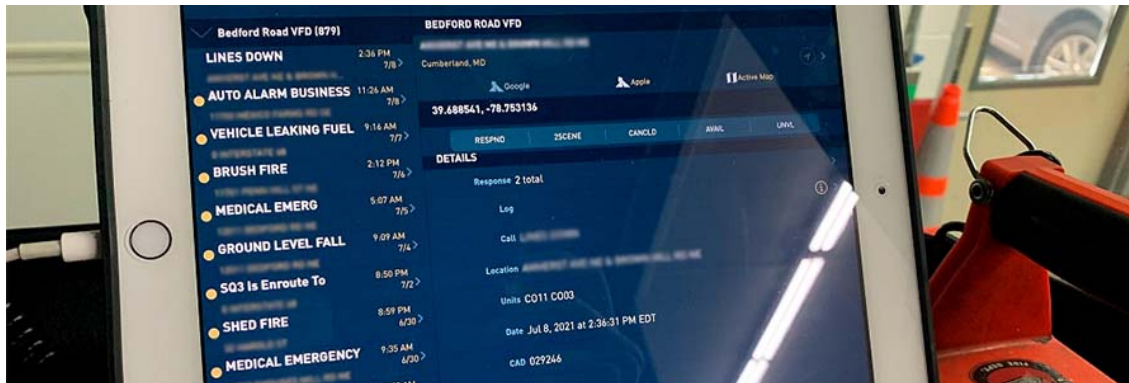 Bedford Road VFD (879)
LINES DOWN 2:36 PM
7/8 >
AUTO ALARM BUSINESS 11:26 AM
7/8 >
VEHICLE LEAKING FUEL 9:16 AM
7/7 >
BRUSH FIRE 2:12 PM
7/6 >
MEDICAL EMERG 5:07 AM
7/5 >
GROUND LEVEL FALL 9:09 AM
7/4 >
SQ3 Is Enroute To 8:50 PM
7/2 >
SHED FIRE 8:59 PM
6/30 >
MEDICAL EMERGENCY 9:35 AM
6/30 >
BEDFORD ROAD VFD
Cumberland, MD
Google Apple Active Map
39.688541, -78.753136
RESPND 2SCENE CANCLD AVAIL UNVL
DETAILS
Response 2 total
Log
Call
Location
Units CO11 CO03
Date Jul 8, 2021 at 2:36:31 PM EDT
CAD 029246